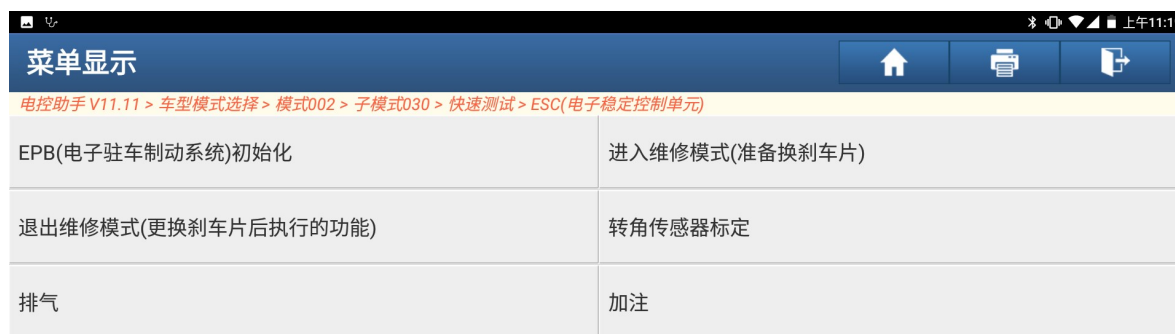 上午11:1
菜单显示
电控助手 V11.11 > 车型模式选择 > 模式002 > 子模式030 > 快速测试 > ESC(电子稳定控制单元)
EPB(电子驻车制动系统)初始化
进入维修模式(准备换刹车片)
退出维修模式(更换刹车片后执行的功能)
转角传感器标定
排气
加注